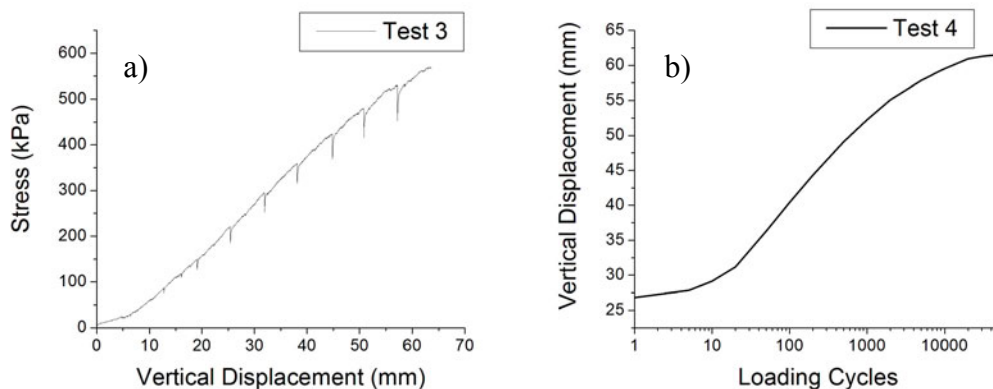 a)
Test 3
600
500
400
300
200
100
0
Stress (kPa)
0 10 20 30 40 50 60 70
Vertical Displacement (mm)
b)
Test 4
65
60
55
50
45
40
35
30
25
Vertical Displacement (mm)
1 10 100 1000 10000
Loading Cycles